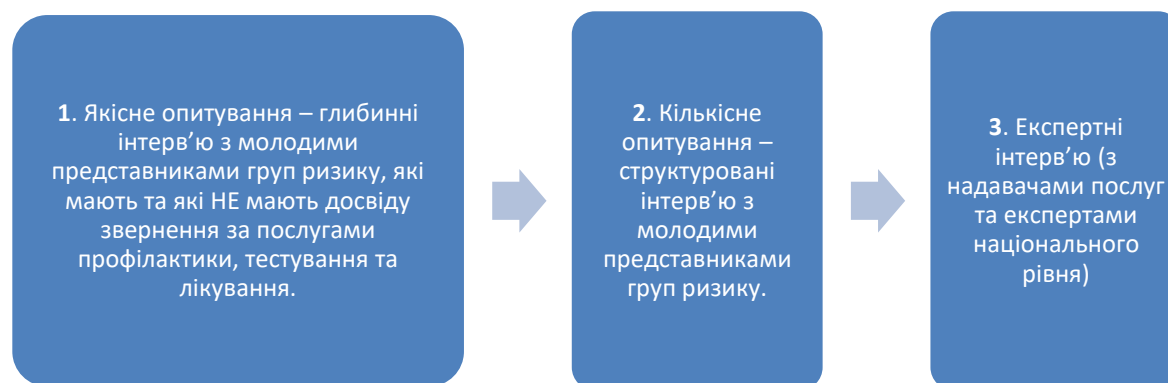 1. Якісне опитування – глибинні
інтерв’ю з молодими
представниками груп ризику, які
мають та які НЕ мають досвіду
звернення за послугами
профілактики, тестування та
лікування.
2. Кількісне
опитування –
структуровані
інтерв’ю з
молодими
представниками
груп ризику.
3. Експертні
інтерв’ю (з
надавачами послуг
та експертами
національного
рівня)